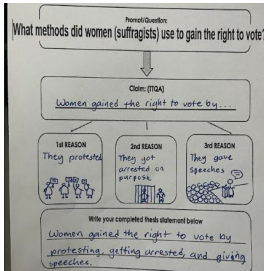 Prompt/Question:
What methods did women (suffragists) use to gain the right to vote?
Claim: (TTQA)
Women gained the right to vote by....
1st REASON
They protested
2nd REASON
They got
arrested on
purpose
3rd REASON
They gave
speeches
Write your completed thesis statement below
Women gained the right to vote by
protesting, getting arrested, and giving
speeches.